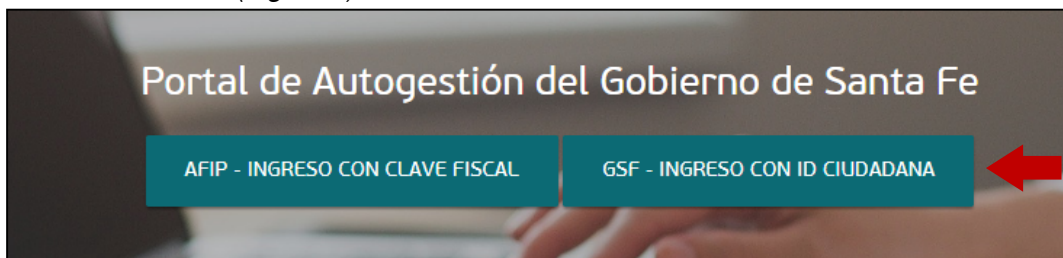 Portal de Autogestión del Gobierno de Santa Fe
AFIP - INGRESO CON CLAVE FISCAL
GSF - INGRESO CON ID CIUDADANA